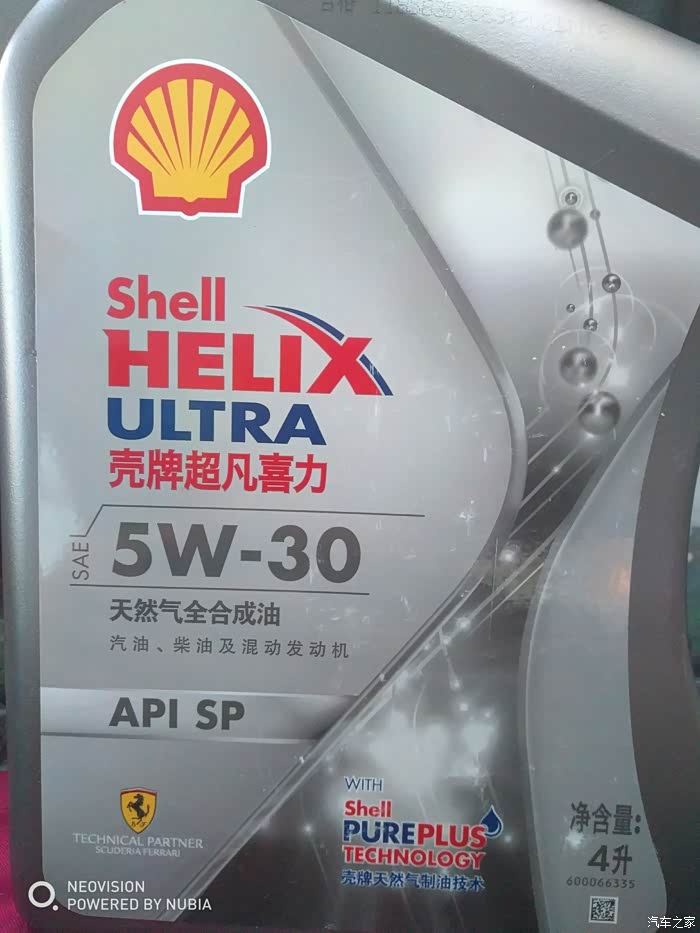 Shell
HELIX
ULTRA
壳牌超凡喜力
SAE 5W-30
天然气全合成油
汽油、柴油及混动发动机
API SP
TECHNICAL PARTNER
SCUDERIA FERRARI
WITH
Shell
PUREPLUS
TECHNOLOGY
壳牌天然气制油技术
净含量:
4升
600066335
NEOVISION
POWERED BY NUBIA
汽车之家